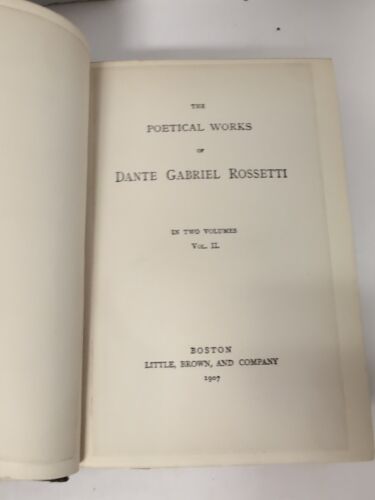 THE
POETICAL WORKS
OF
DANTE GABRIEL ROSSETTI
IN TWO VOLUMES
VOL. II.
BOSTON
LITTLE, BROWN, AND COMPANY
1907